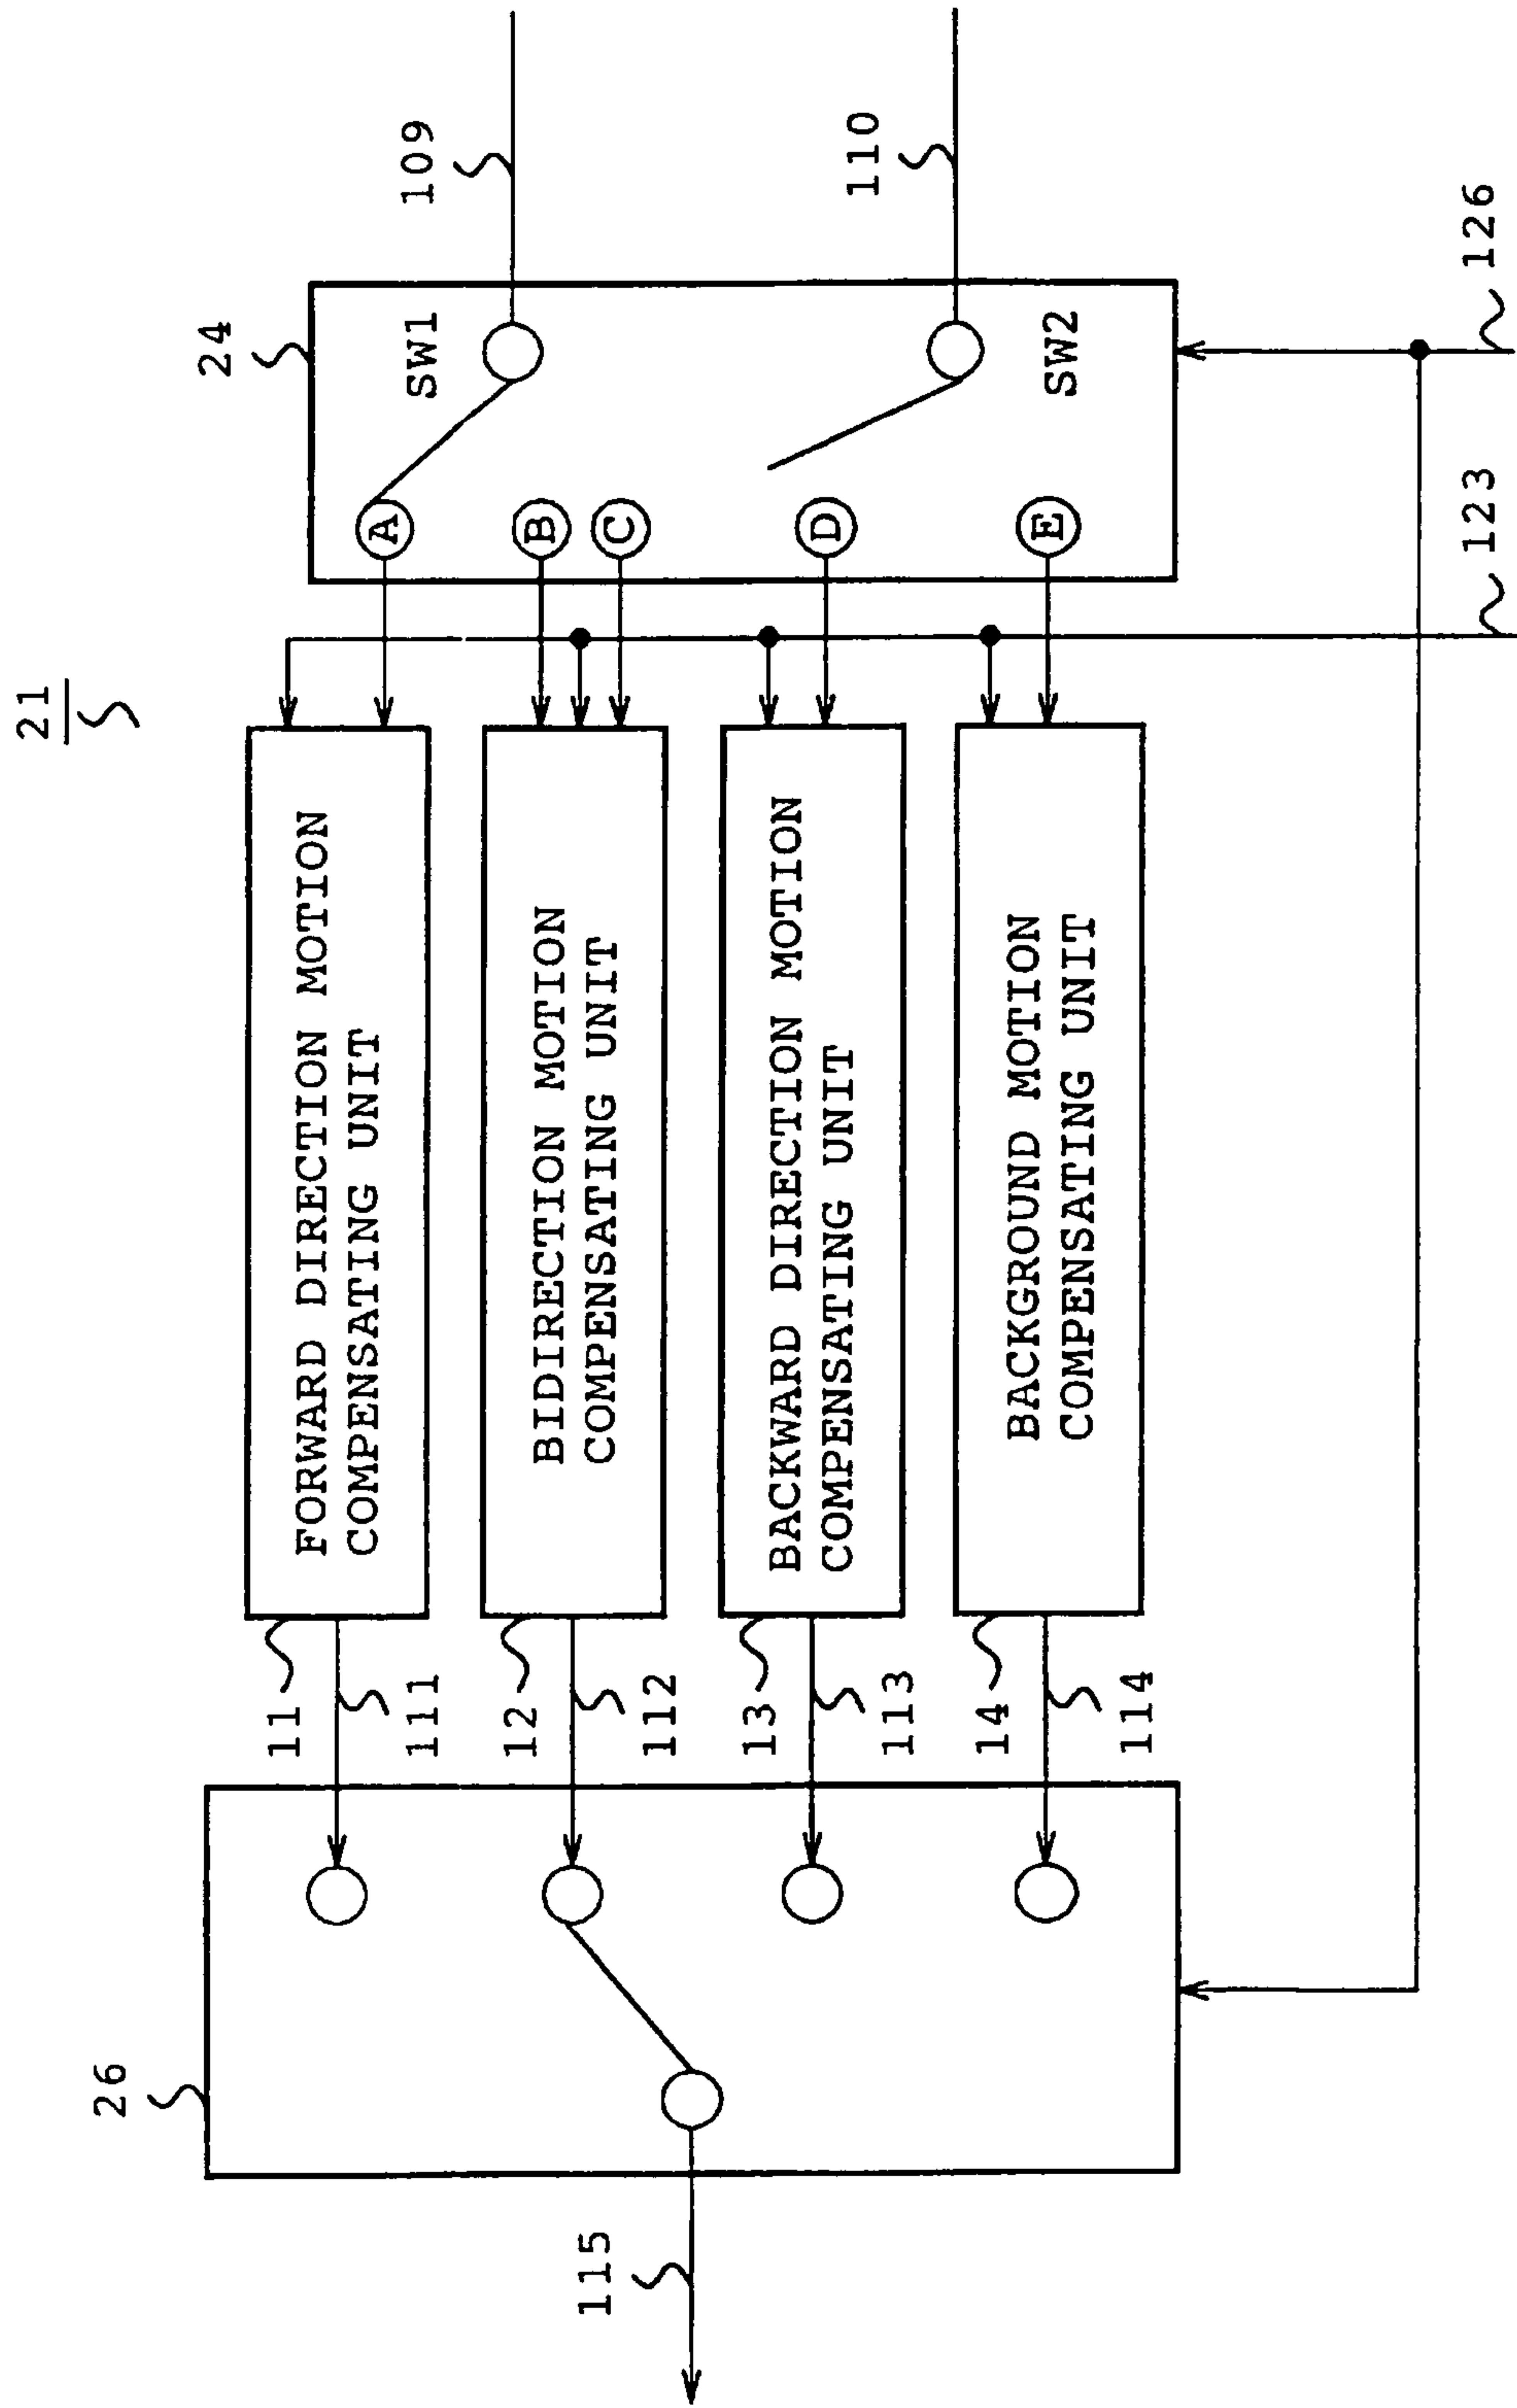 21
24
SW1
109
A
B
C
D
E
SW2
110
126
123
FORWARD DIRECTION MOTION
COMPENSATING UNIT
BIDIRECTION MOTION
COMPENSATING UNIT
BACKWARD DIRECTION MOTION
COMPENSATING UNIT
BACKGROUND MOTION
COMPENSATING UNIT
11
111
12
112
13
113
14
114
26
115